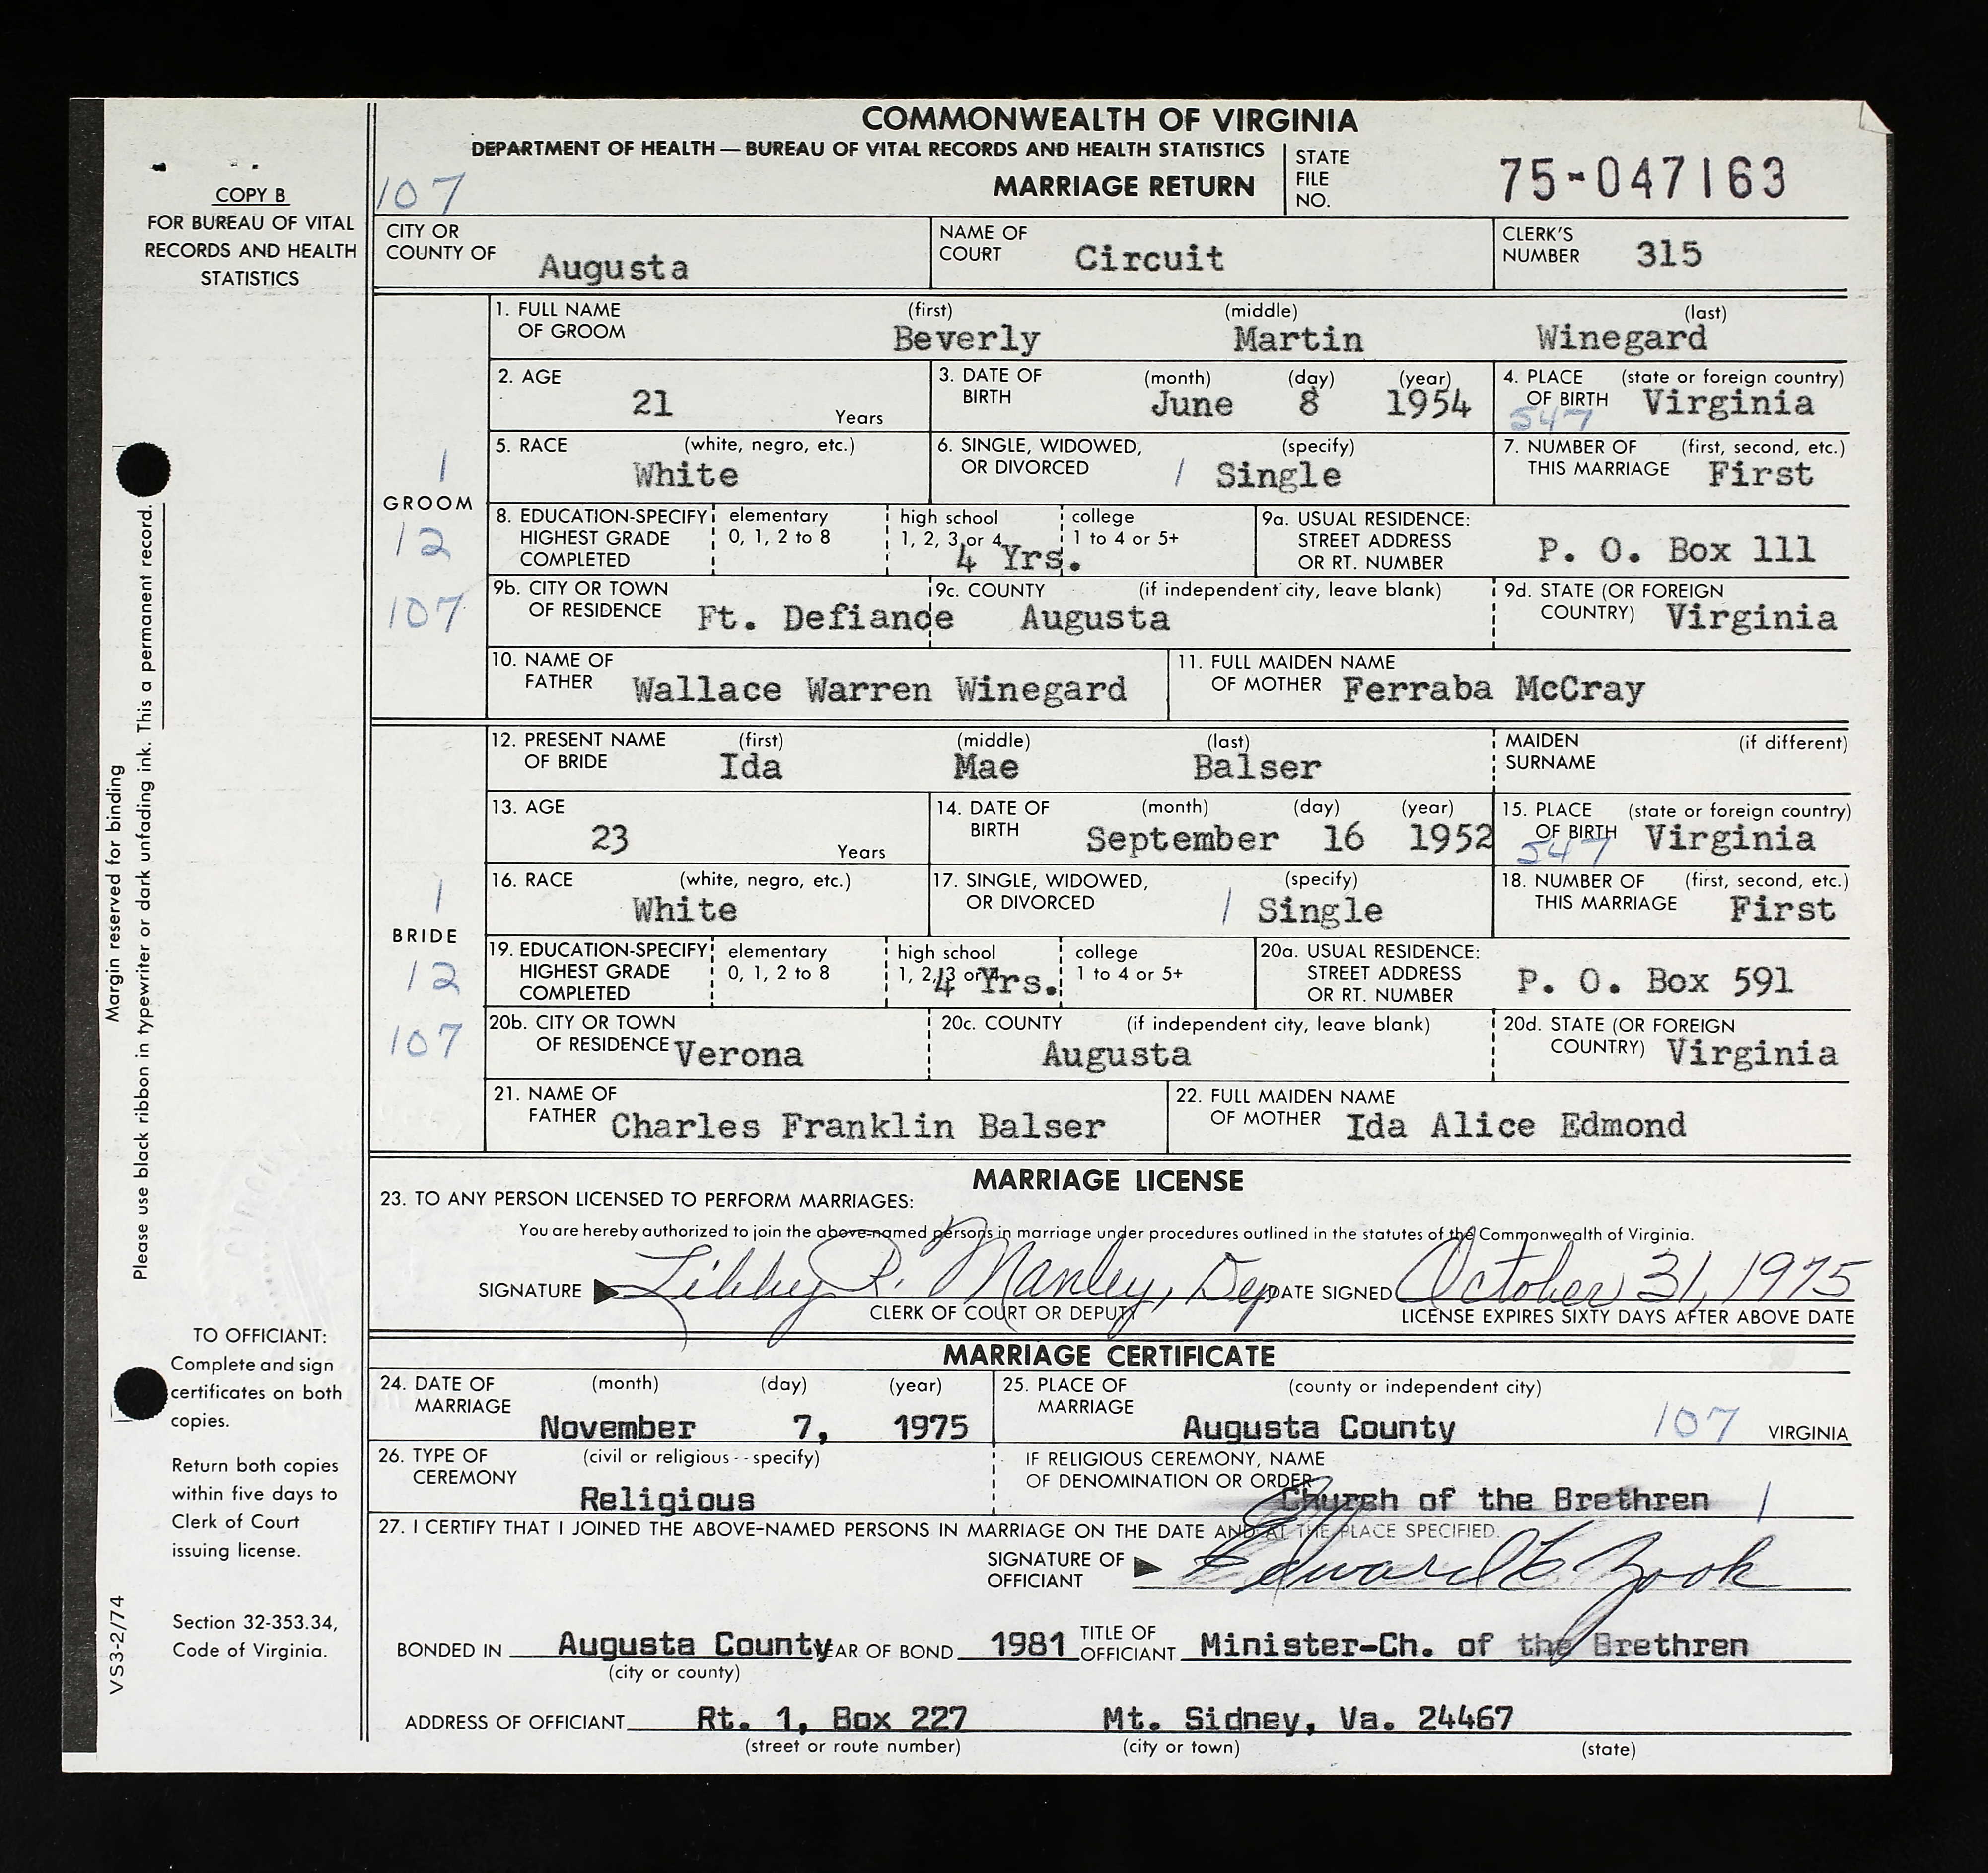 COMMONWEALTH OF VIRGINIA
DEPARTMENT OF HEALTH — BUREAU OF VITAL RECORDS AND HEALTH STATISTICS
MARRIAGE RETURN
STATE FILE NO. 75-047163
107
COPY B
FOR BUREAU OF VITAL
RECORDS AND HEALTH
STATISTICS
CITY OR COUNTY OF Augusta
NAME OF COURT Circuit
CLERK'S NUMBER 315
GROOM
1
12
107
1. FULL NAME OF GROOM (first) Beverly (middle) Martin (last) Winegard
2. AGE 21 Years
3. DATE OF BIRTH (month) June (day) 8 (year) 1954
4. PLACE OF BIRTH (state or foreign country) Virginia 547
5. RACE (white, negro, etc.) White
6. SINGLE, WIDOWED, OR DIVORCED (specify) 1 Single
7. NUMBER OF THIS MARRIAGE (first, second, etc.) First
8. EDUCATION-SPECIFY HIGHEST GRADE COMPLETED elementary 0, 1, 2 to 8 high school 1, 2, 3 or 4 4 Yrs. college 1 to 4 or 5+
9a. USUAL RESIDENCE: STREET ADDRESS OR RT. NUMBER P. O. Box 111
9b. CITY OR TOWN OF RESIDENCE Ft. Defiance
9c. COUNTY (if independent city, leave blank) Augusta
9d. STATE (OR FOREIGN COUNTRY) Virginia
10. NAME OF FATHER Wallace Warren Winegard
11. FULL MAIDEN NAME OF MOTHER Ferraba McCray
BRIDE
1
12
107
12. PRESENT NAME OF BRIDE (first) Ida (middle) Mae (last) Balser
MAIDEN SURNAME (if different)
13. AGE 23 Years
14. DATE OF BIRTH (month) September (day) 16 (year) 1952
15. PLACE OF BIRTH (state or foreign country) Virginia 547
16. RACE (white, negro, etc.) White
17. SINGLE, WIDOWED, OR DIVORCED (specify) 1 Single
18. NUMBER OF THIS MARRIAGE (first, second, etc.) First
19. EDUCATION-SPECIFY HIGHEST GRADE COMPLETED elementary 0, 1, 2 to 8 high school 1, 2, 3 or 4 4 Yrs. college 1 to 4 or 5+
20a. USUAL RESIDENCE: STREET ADDRESS OR RT. NUMBER P. O. Box 591
20b. CITY OR TOWN OF RESIDENCE Verona
20c. COUNTY (if independent city, leave blank) Augusta
20d. STATE (OR FOREIGN COUNTRY) Virginia
21. NAME OF FATHER Charles Franklin Balser
22. FULL MAIDEN NAME OF MOTHER Ida Alice Edmond
MARRIAGE LICENSE
23. TO ANY PERSON LICENSED TO PERFORM MARRIAGES:
You are hereby authorized to join the above-named persons in marriage under procedures outlined in the statutes of the Commonwealth of Virginia.
SIGNATURE Libby P. Manley, Dep DATE SIGNED October 31, 1975
CLERK OF COURT OR DEPUTY LICENSE EXPIRES SIXTY DAYS AFTER ABOVE DATE
MARRIAGE CERTIFICATE
24. DATE OF MARRIAGE (month) November (day) 7, (year) 1975
25. PLACE OF MARRIAGE (county or independent city) Augusta County 107 VIRGINIA
26. TYPE OF CEREMONY (civil or religious -- specify) Religious
IF RELIGIOUS CEREMONY, NAME OF DENOMINATION OR ORDER Church of the Brethren 1
27. I CERTIFY THAT I JOINED THE ABOVE-NAMED PERSONS IN MARRIAGE ON THE DATE AND AT THE PLACE SPECIFIED.
SIGNATURE OF OFFICIANT Edward E Zook
BONDED IN Augusta County YEAR OF BOND 1981 TITLE OF OFFICIANT Minister-Ch. of the Brethren
(city or county)
ADDRESS OF OFFICIANT Rt. 1, Box 227 Mt. Sidney, Va. 24467
(street or route number) (city or town) (state)
Margin reserved for binding
Please use black ribbon in typewriter or dark unfading ink. This a permanent record.
TO OFFICIANT:
Complete and sign
certificates on both
copies.
Return both copies
within five days to
Clerk of Court
issuing license.
Section 32-353.34,
Code of Virginia.
VS3-2/74